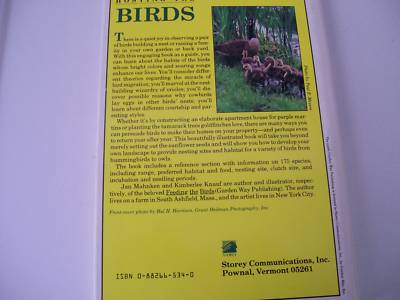 HOSTING THE
BIRDS
There is a quiet joy in observing a pair
of birds building a nest or raising a fam-
ily in your own garden or back yard.
With this engaging book as a guide, you
can learn about the habits of the birds
whose bright colors and soaring songs
enhance our lives. You'll consider differ-
ent theories regarding the miracle of
bird migration; you'll marvel at the nest
building wizardry of orioles, you'll dis-
cover possible reasons why cowbirds
lay eggs in other birds' nests, you'll
learn about different courtship and par-
enting styles.
Whether it's by constructing an elaborate apartment house for purple mar-
tins or planting the tamarack trees goldfinches love, there are many ways you
can persuade birds to make their homes on your property—and perhaps even
to return year after year. This beautifully illustrated book will take you beyond
merely setting out the sunflower seeds and will show you how to develop your
own landscape to provide nesting sites and habitat for a variety of birds from
hummingbirds to owls.
The book includes a reference section with information on 175 species,
including range, preferred habitat and food, nesting site, clutch size, and
incubation and nestling periods.
Jan Mahnken and Kimberlee Knauf are author and illustrator, respec-
tively, of the beloved Feeding the Birds (Garden Way Publishing). The author
lives on a farm in South Ashfield, Mass., and the artist lives in New York City.
Front cover photo by Hal H. Harrison, Grant Heilman Photography, Inc.
Storey Communications, Inc.
Pownal, Vermont 05261
ISBN 0-88266-534-0